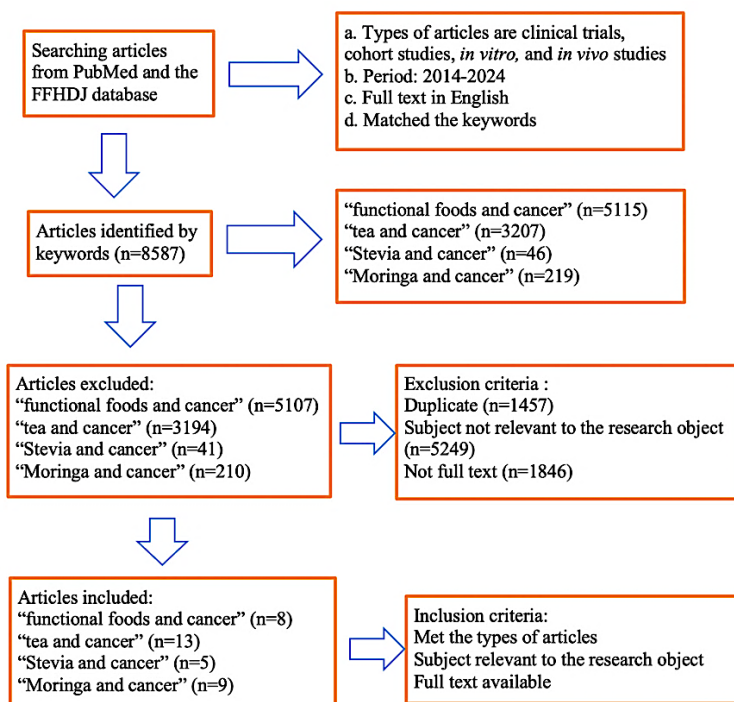 Searching articles
from PubMed and the
FFHDJ database
a. Types of articles are clinical trials,
cohort studies, in vitro, and in vivo studies
b. Period: 2014-2024
c. Full text in English
d. Matched the keywords
Articles identified by
keywords (n=8587)
“functional foods and cancer” (n=5115)
“tea and cancer” (n=3207)
“Stevia and cancer” (n=46)
“Moringa and cancer” (n=219)
Articles excluded:
“functional foods and cancer” (n=5107)
“tea and cancer” (n=3194)
“Stevia and cancer” (n=41)
“Moringa and cancer” (n=210)
Exclusion criteria :
Duplicate (n=1457)
Subject not relevant to the research object
(n=5249)
Not full text (n=1846)
Articles included:
“functional foods and cancer” (n=8)
“tea and cancer” (n=13)
“Stevia and cancer” (n=5)
“Moringa and cancer” (n=9)
Inclusion criteria:
Met the types of articles
Subject relevant to the research object
Full text available